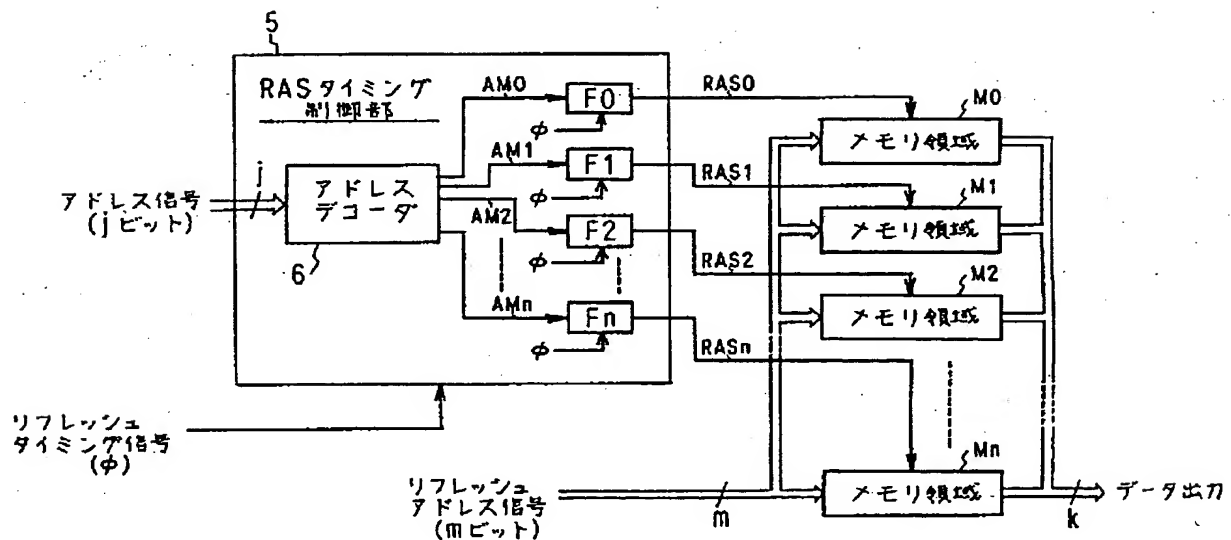 5
RASタイミング
制御部
AM0
F0
RAS0
M0
φ
メモリ領域
AM1
F1
RAS1
M1
φ
メモリ領域
アドレス信号
(jビット)
j
アドレス
デコーダ
6
AM2
F2
RAS2
M2
φ
メモリ領域
AMn
Fn
RASn
φ
リフレッシュ
タイミング信号
(φ)
リフレッシュ
アドレス信号
(mビット)
m
Mn
メモリ領域
k
データ出力